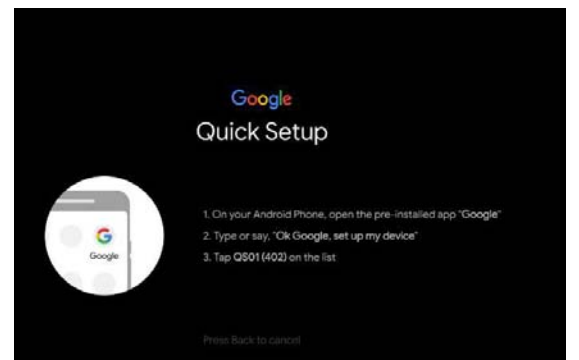 Google
Quick Setup
1. On your Android Phone, open the pre-installed app "Google"
2. Type or say, "Ok Google, set up my device"
G
Google
3. Tap QS01 (402) on the list
Press Back to cancel